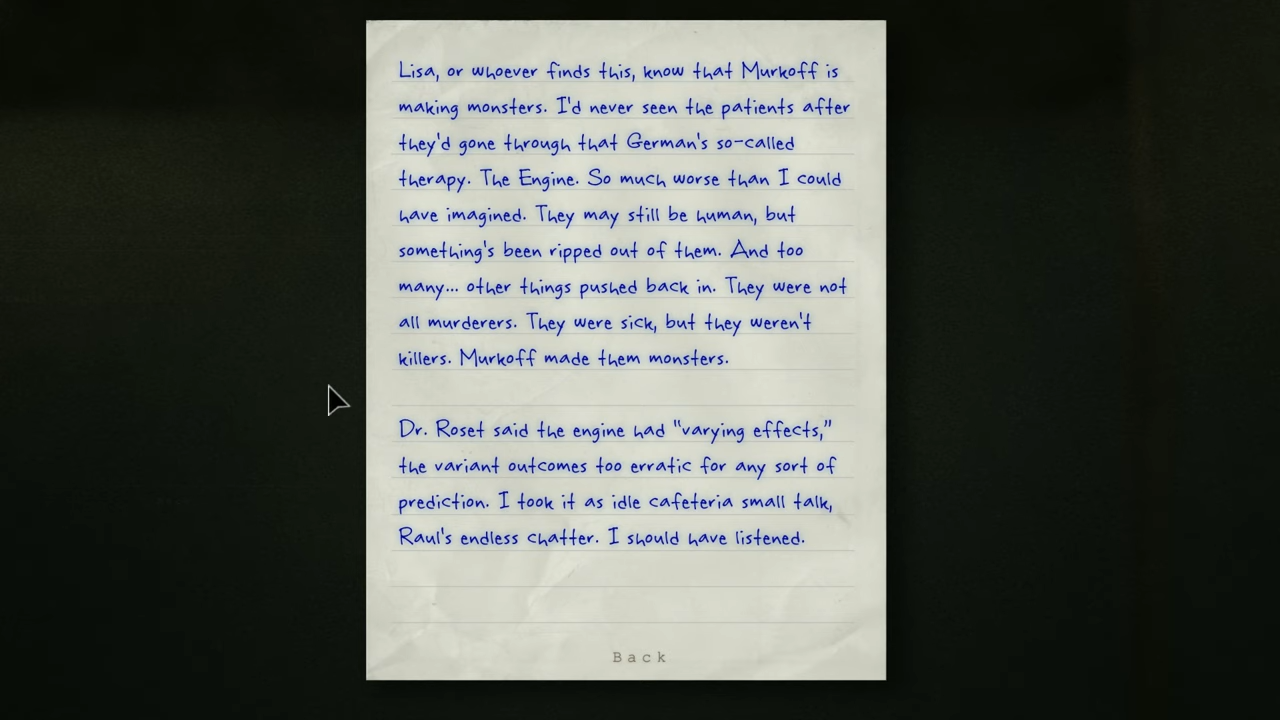 Lisa, or whoever finds this, know that Murkoff is
making monsters. I'd never seen the patients after
they'd gone through that German's so-called
therapy. The Engine. So much worse than I could
have imagined. They may still be human, but
something's been ripped out of them. And too
many... other things pushed back in. They were not
all murderers. They were sick, but they weren't
killers. Murkoff made them monsters.
Dr. Roset said the engine had "varying effects,"
the variant outcomes too erratic for any sort of
prediction. I took it as idle cafeteria small talk,
Raul's endless chatter. I should have listened.
Back